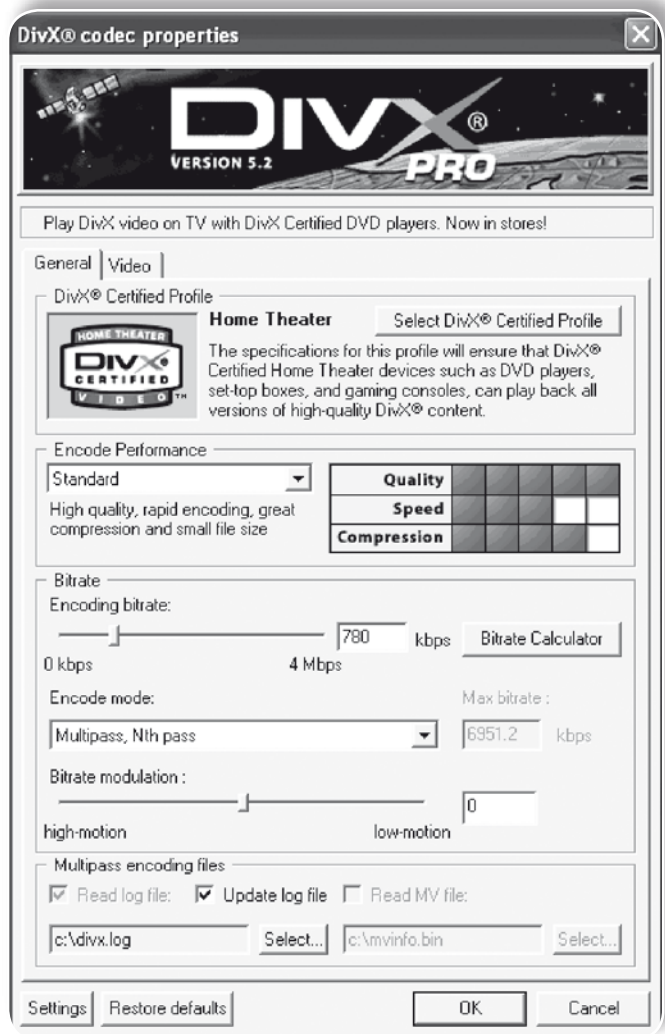 DivX® codec properties
DIVX®
VERSION 5.2
PRO
Play DivX video on TV with DivX Certified DVD players. Now in stores!
General
Video
DivX® Certified Profile
HOME THEATER
DIVX
CERTIFIED
VIDEO™
Home Theater
Select DivX® Certified Profile
The specifications for this profile will ensure that DivX®
Certified Home Theater devices such as DVD players,
set-top boxes, and gaming consoles, can play back all
versions of high-quality DivX® content.
Encode Performance
Standard
High quality, rapid encoding, great
compression and small file size
Quality
Speed
Compression
Bitrate
Encoding bitrate:
780 kbps
Bitrate Calculator
0 kbps 4 Mbps
Encode mode:
Max bitrate :
Multipass, Nth pass
6951.2 kbps
Bitrate modulation :
0
high-motion low-motion
Multipass encoding files
Read log file: Update log file Read MV file:
c:\divx.log Select... c:\mvinfo.bin Select...
Settings Restore defaults OK Cancel